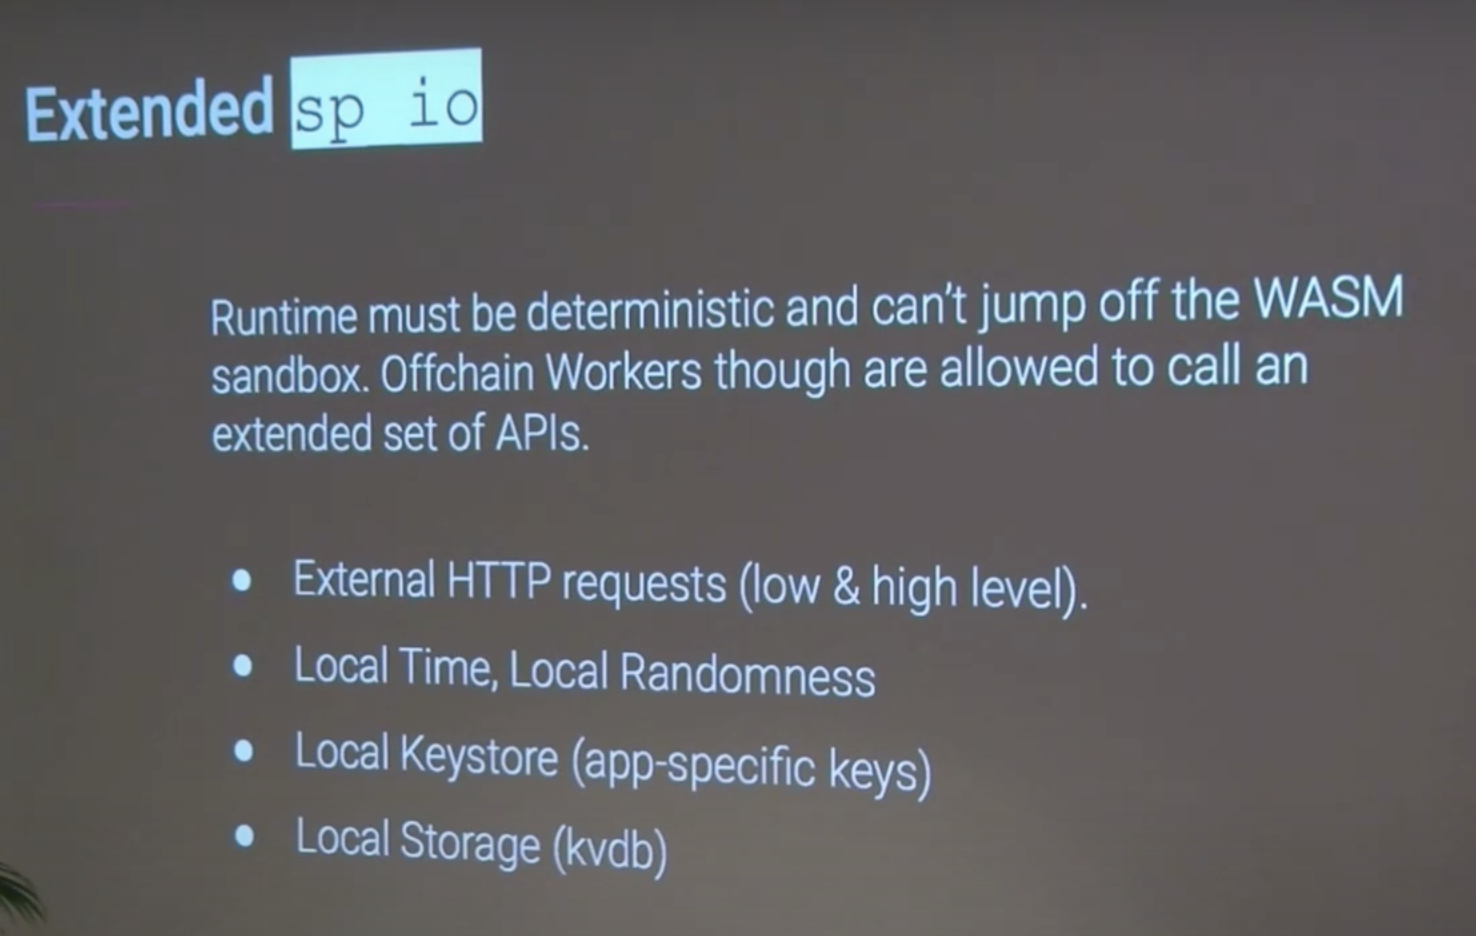 Extended sp io
Runtime must be deterministic and can't jump off the WASM
sandbox. Offchain Workers though are allowed to call an
extended set of APIs.
• External HTTP requests (low & high level).
• Local Time, Local Randomness
• Local Keystore (app-specific keys)
• Local Storage (kvdb)